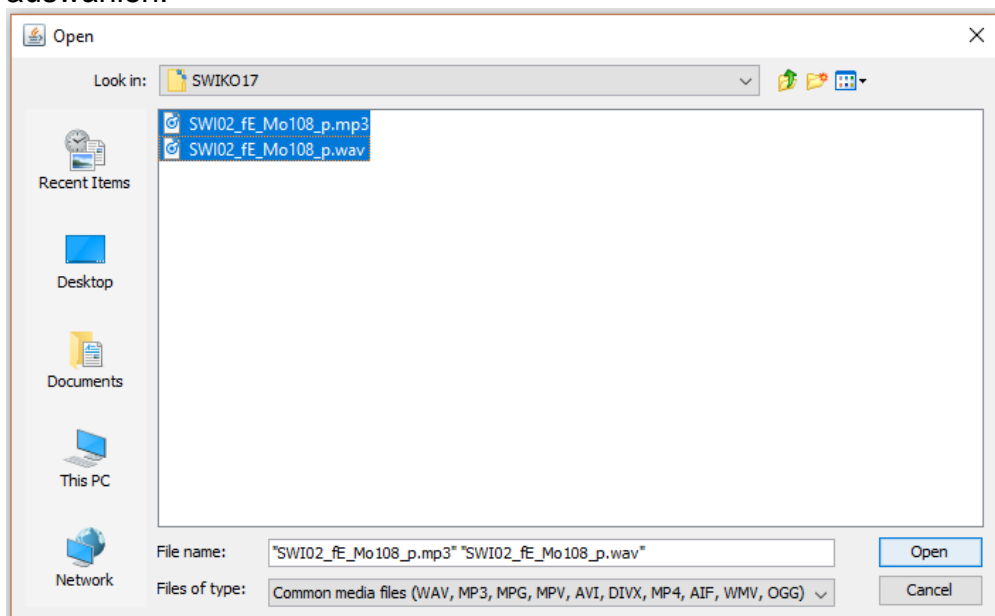 auswählen:
Open
Look in: SWIKO17
SWI02_fE_Mo108_p.mp3
SWI02_fE_Mo108_p.wav
Recent Items
Desktop
Documents
This PC
Network
File name: "SWI02_fE_Mo108_p.mp3" "SWI02_fE_Mo108_p.wav" Open
Files of type: Common media files (WAV, MP3, MPG, MPV, AVI, DIVX, MP4, AIF, WMV, OGG) Cancel